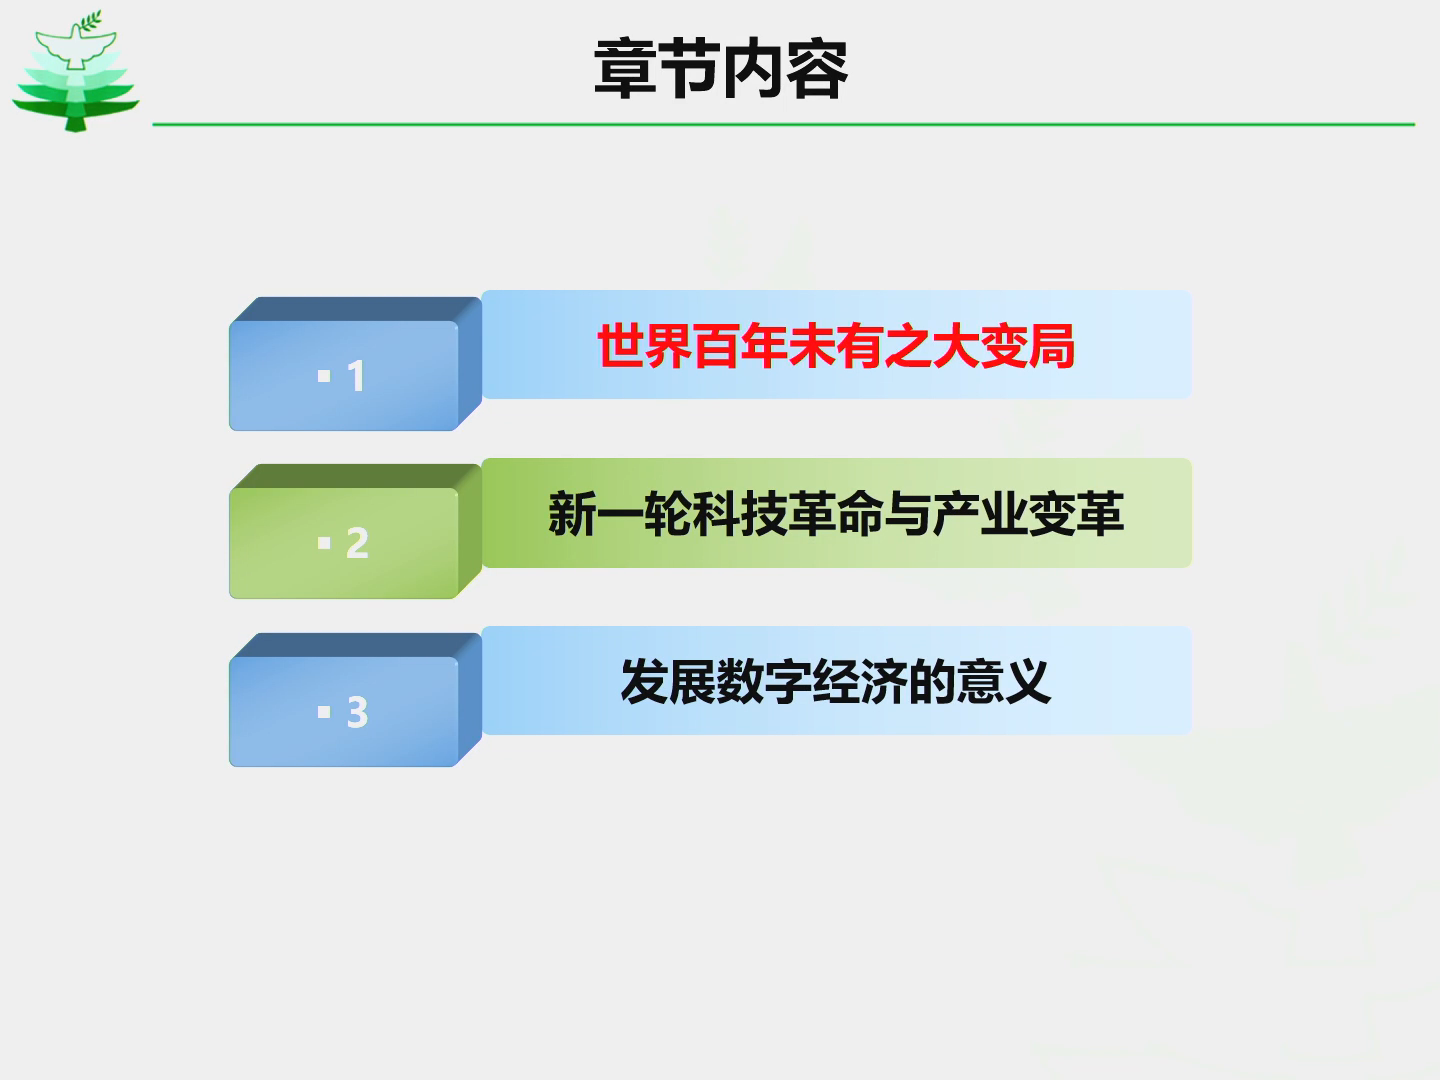 章节内容
▪ 1
世界百年未有之大变局
▪ 2
新一轮科技革命与产业变革
▪ 3
发展数字经济的意义